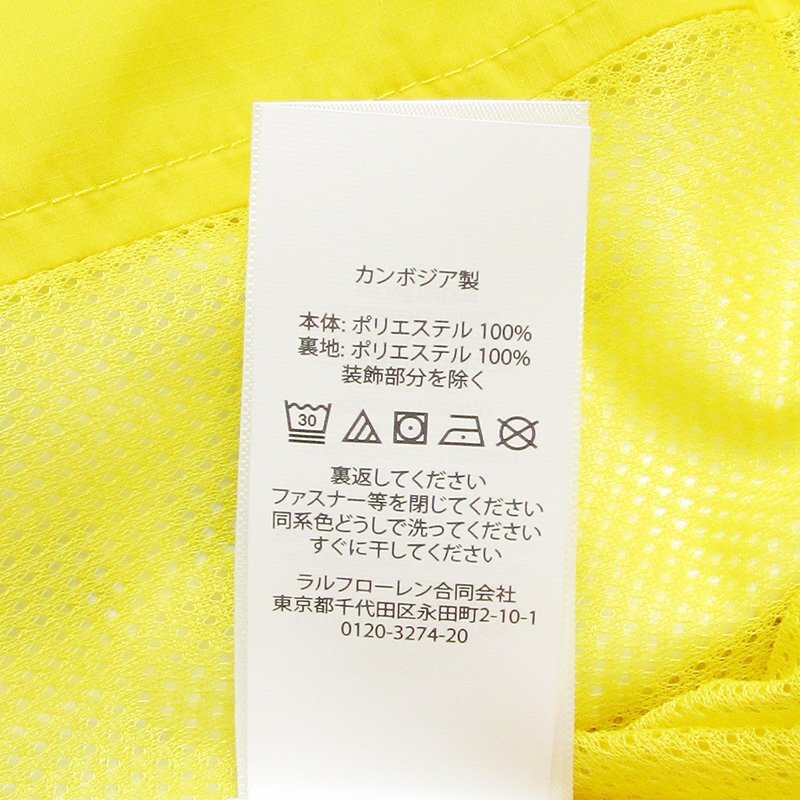 カンボジア製
本体: ポリエステル 100%
裏地: ポリエステル 100%
装飾部分を除く
30
裏返してください
ファスナー等を閉じてください
同系色どうしで洗ってください
すぐに干してください
ラルフローレン合同会社
東京都千代田区永田町2-10-1
0120-3274-20